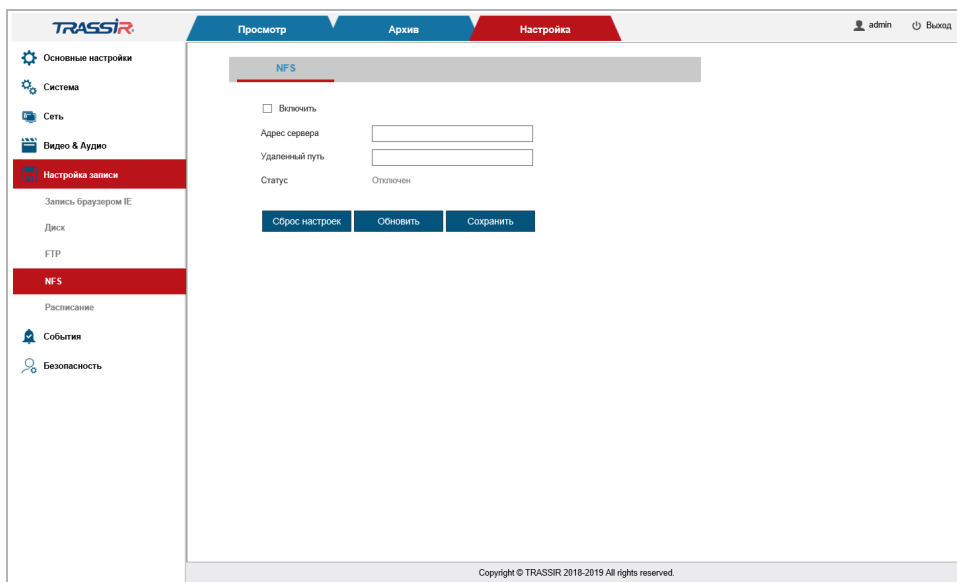 TRASSIR
Просмотр
Архив
Настройка
admin
Выход
Основные настройки
Система
Сеть
Видео & Аудио
Настройка записи
Запись браузером IE
Диск
FTP
NFS
Расписание
События
Безопасность
NFS
Включить
Адрес сервера
Удаленный путь
Статус Отключен
Сброс настроек Обновить Сохранить
Copyright © TRASSIR 2018-2019 All rights reserved.